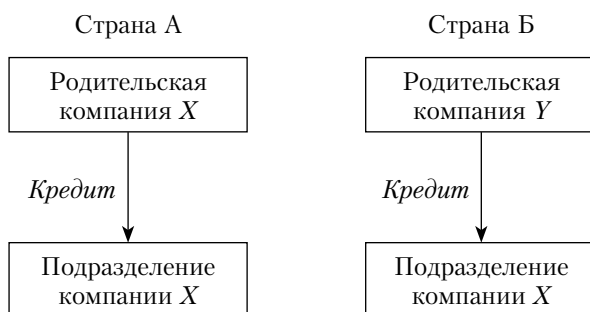 Страна А
Страна Б
Родительская
компания X
Родительская
компания Y
Кредит
Кредит
Подразделение
компании X
Подразделение
компании X